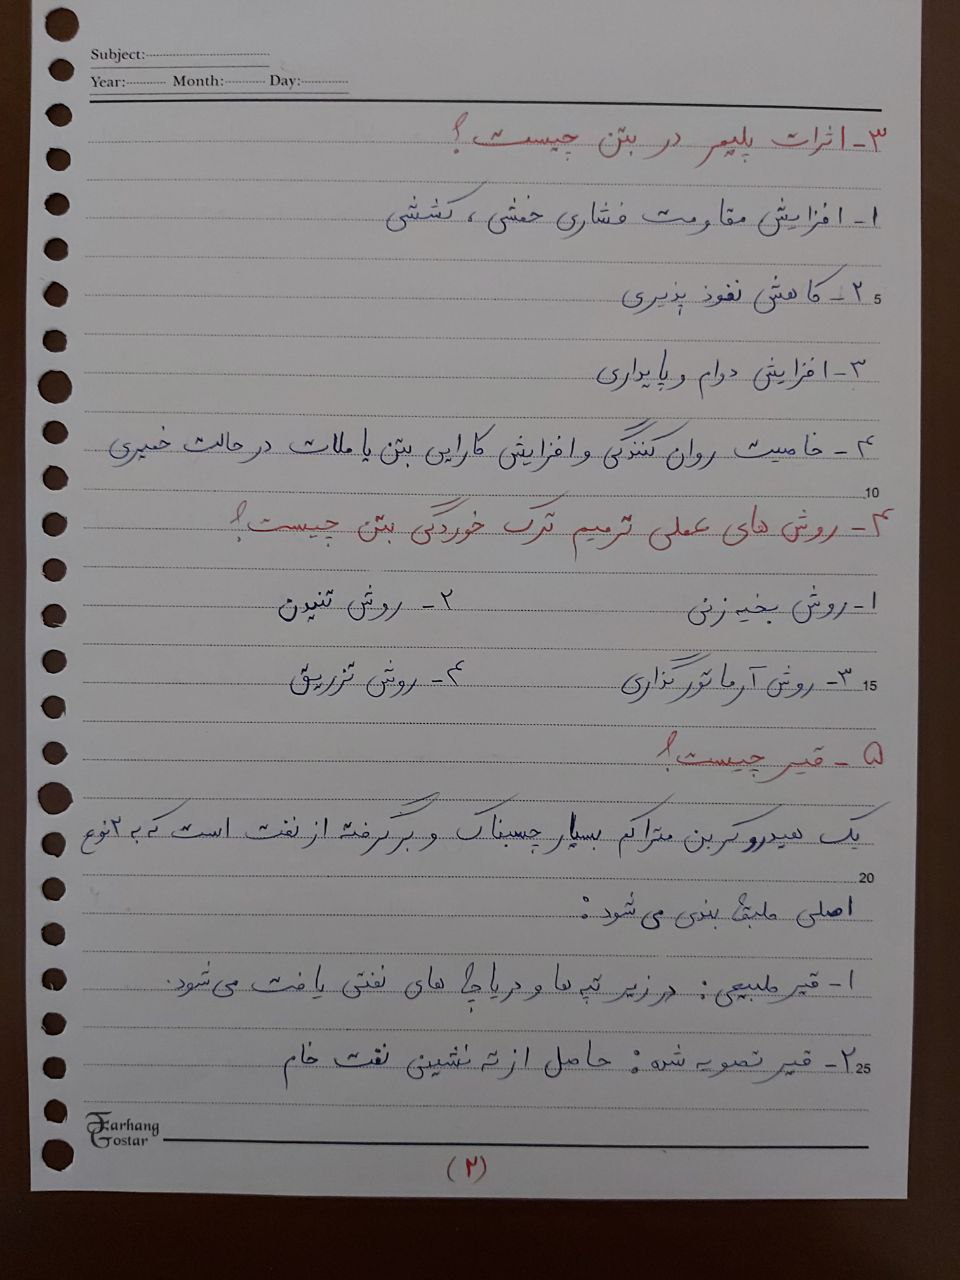 Subject:
Year: Month: Day:
۳- اثرات پلیمر در بتن چیست؟
۱- افزایش مقاومت فشاری خمشی ، کششی
۲- کاهش نفوذ پذیری 5
۳- افزایش دوام و پایداری
۴- خاصیت روان کنندگی و افزایش کارایی بتن یا ملات در حالت خمیری
10
۴- روش های عملی ترمیم ترک خوردگی بتن چیست؟
۱- روش بخیه زنی ۲- روش تنیدن
۳- روش آرماتور گذاری ۴- روش تزریق 15
۵- قیر چیست؟
یک هیدروکربن متراکم بسیار چسبناک و برگرفته از نفت است که به ۲ نوع
20
اصلی طبقه بندی می شود :
۱- قیر طبیعی : در زیر تپه ها و دریاچه های نفتی یافت می شود.
۲- قیر تصویه شده : حاصل از ته نشینی نفت خام 25
Farhang
Gostar
(۲)